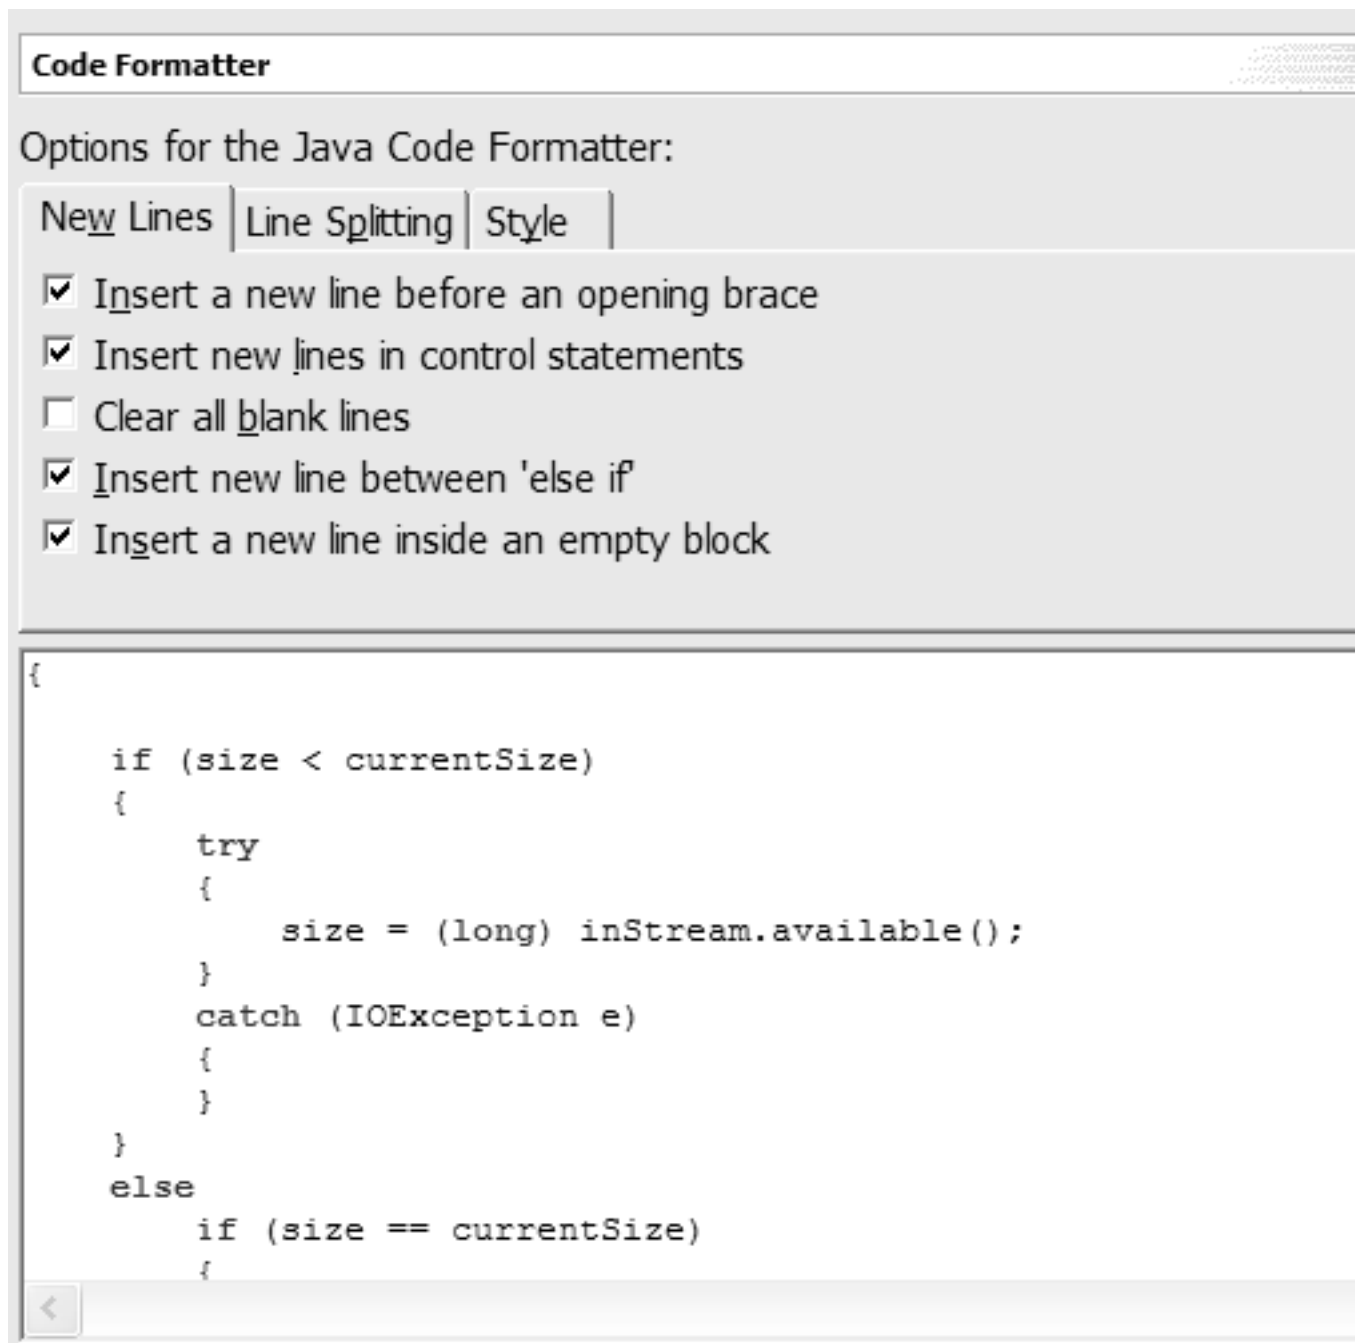 Code Formatter
Options for the Java Code Formatter:
New Lines Line Splitting Style
Insert a new line before an opening brace
Insert new lines in control statements
Clear all blank lines
Insert new line between 'else if'
Insert a new line inside an empty block
{
if (size < currentSize)
{
try
{
size = (long) inStream.available();
}
catch (IOException e)
{
}
}
else
if (size == currentSize)
{